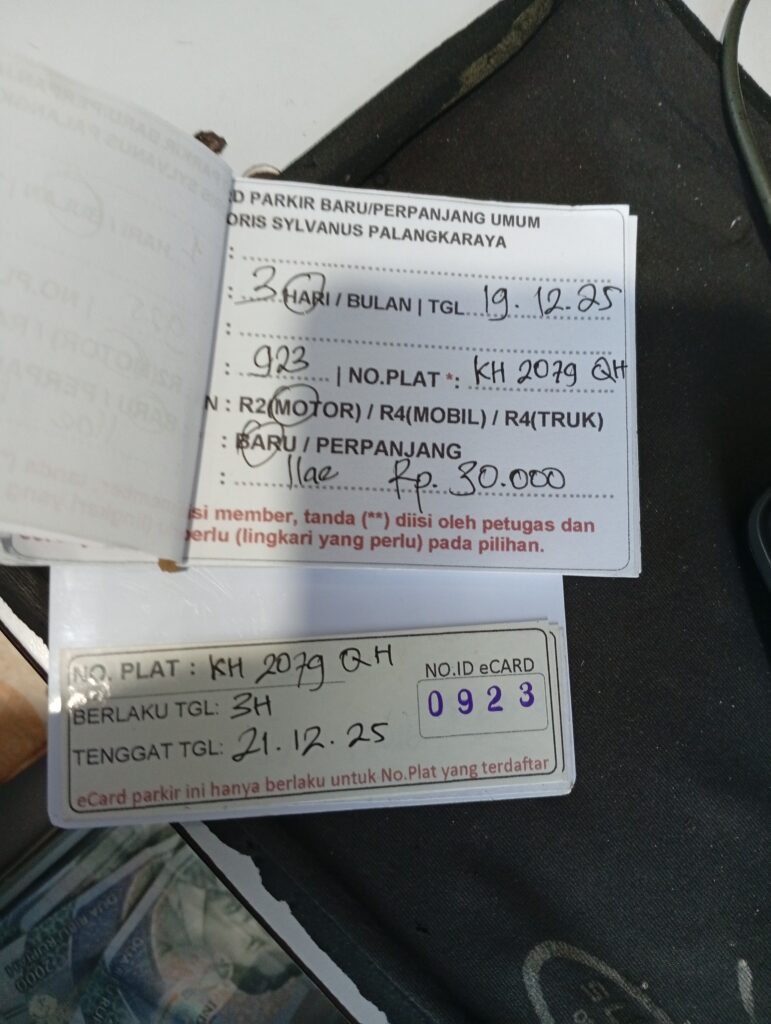 D PARKIR BARU/PERPANJANG UMUM
ORIS SYLVANUS PALANGKARAYA
:
: 3 HARI / BULAN | TGL 19.12.25
:
: 923 | NO.PLAT *: KH 2079 QH
N : R2(MOTOR) / R4(MOBIL) / R4(TRUK)
: BARU / PERPANJANG
: Rp. 30.000
si member, tanda (**) diisi oleh petugas dan
perlu (lingkari yang perlu) pada pilihan.
NO. PLAT : KH 2079 QH
NO.ID eCARD
0923
BERLAKU TGL: 3H
TENGGAT TGL: 21.12.25
eCard parkir ini hanya berlaku untuk No.Plat yang terdaftar